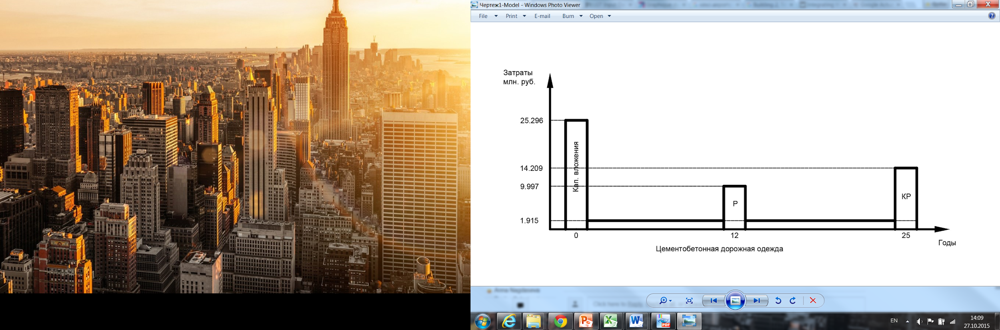 Чертеж1-Model - Windows Photo Viewer
File Print E-mail Burn Open
Затраты
млн. руб.
25.296
14.209
9.997
1.915
Кап. вложения
Р
КР
0 12 25
Годы
Цементобетонная дорожная одежда
EN
14:09
27.10.2015